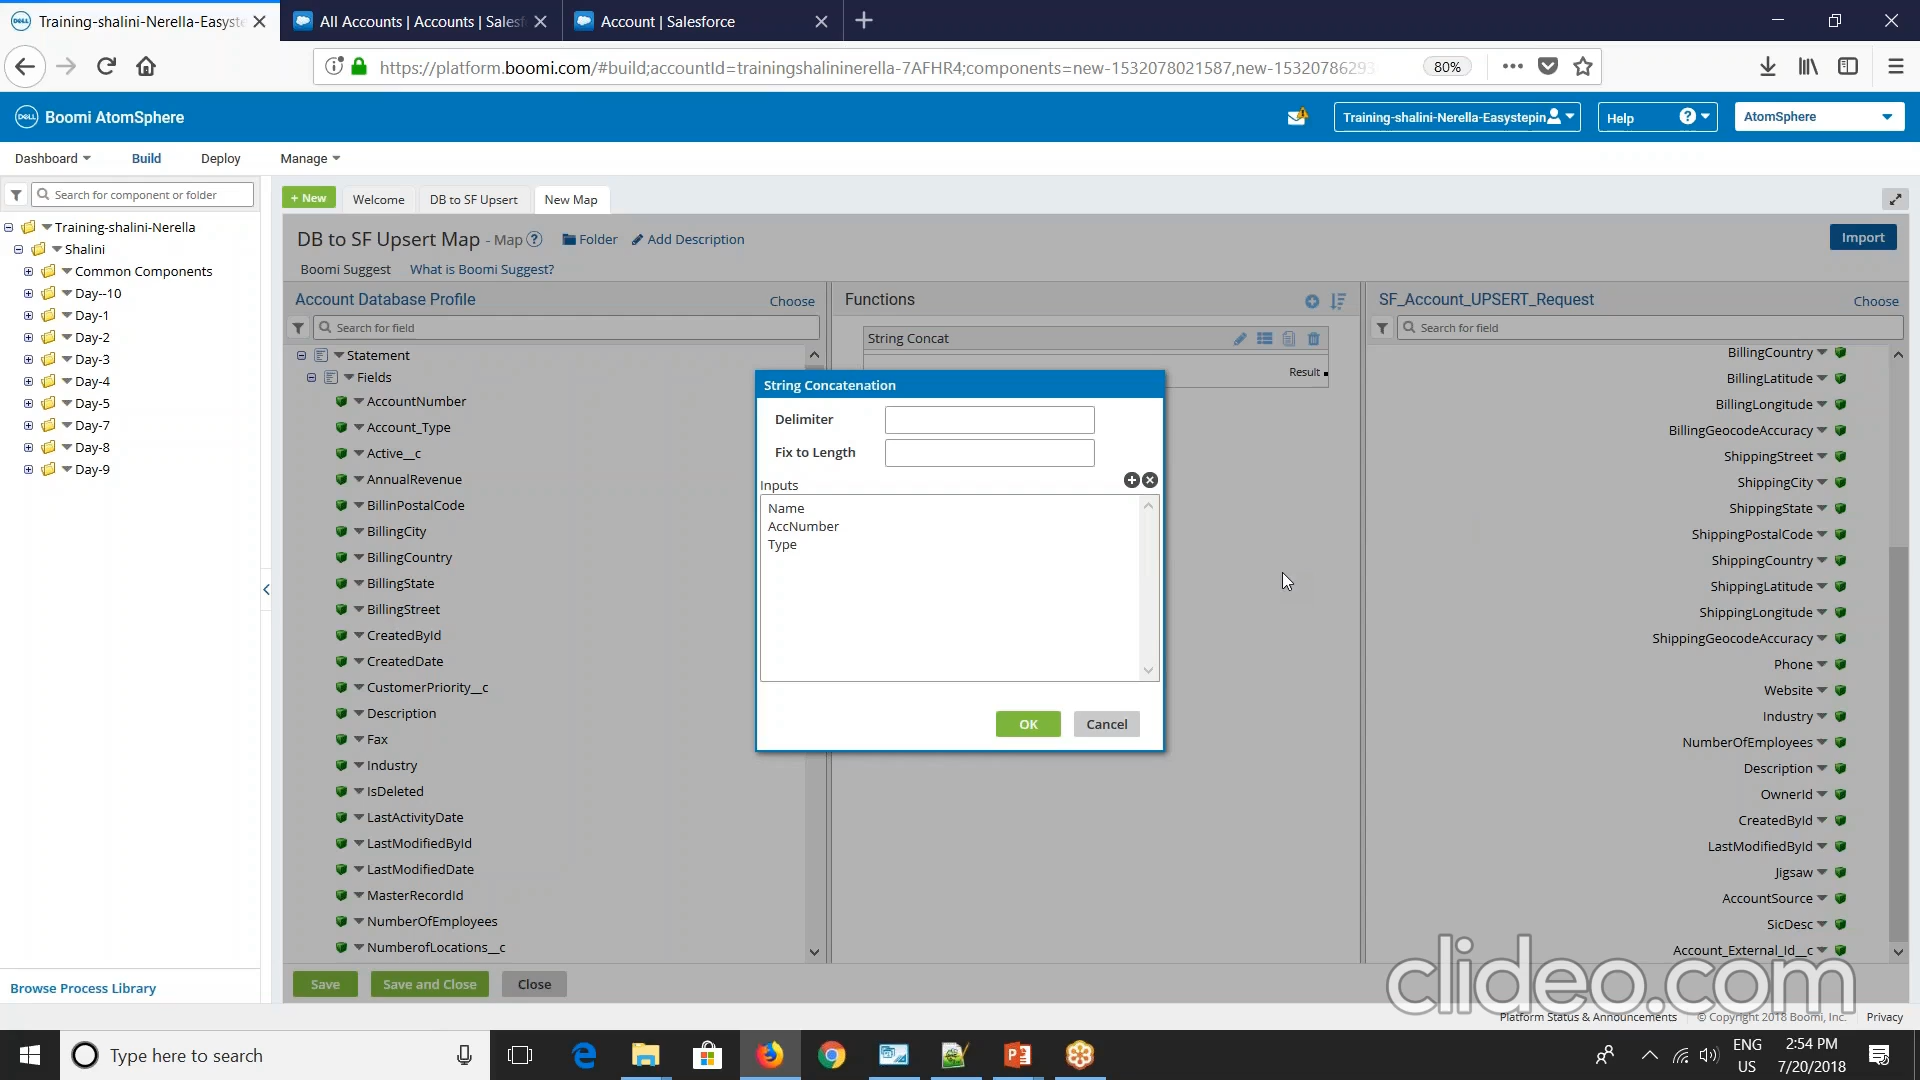 Training-shalini-Nerella-Easyste
All Accounts | Accounts | Salesf
Account | Salesforce
https://platform.boomi.com/#build;accountId=trainingshalininerella-7AFHR4;components=new-1532078021587,new-15320786293
80%
DELL
Boomi AtomSphere
Training-shalini-Nerella-Easystepin
Help
AtomSphere
Dashboard
Build
Deploy
Manage
Search for component or folder
+ New
Welcome
DB to SF Upsert
New Map
Training-shalini-Nerella
Shalini
Common Components
Day--10
Day-1
Day-2
Day-3
Day-4
Day-5
Day-7
Day-8
Day-9
Browse Process Library
DB to SF Upsert Map - Map
Folder
Add Description
Import
Boomi Suggest
What is Boomi Suggest?
Account Database Profile
Choose
Search for field
Statement
Fields
AccountNumber
Account_Type
Active__c
AnnualRevenue
BillinPostalCode
BillingCity
BillingCountry
BillingState
BillingStreet
CreatedById
CreatedDate
CustomerPriority__c
Description
Fax
Industry
IsDeleted
LastActivityDate
LastModifiedById
LastModifiedDate
MasterRecordId
NumberOfEmployees
NumberofLocations__c
Functions
String Concat
Result
String Concatenation
Delimiter
Fix to Length
Inputs
Name
AccNumber
Type
OK
Cancel
SF_Account_UPSERT_Request
Choose
Search for field
BillingCountry
BillingLatitude
BillingLongitude
BillingGeocodeAccuracy
ShippingStreet
ShippingCity
ShippingState
ShippingPostalCode
ShippingCountry
ShippingLatitude
ShippingLongitude
ShippingGeocodeAccuracy
Phone
Website
Industry
NumberOfEmployees
Description
OwnerId
CreatedById
LastModifiedById
Jigsaw
AccountSource
SicDesc
Account_External_Id__c
Save
Save and Close
Close
clideo.com
Platform Status & Announcements
© Copyright 2018 Boomi, Inc.
Privacy
Type here to search
ENG
US
2:54 PM
7/20/2018